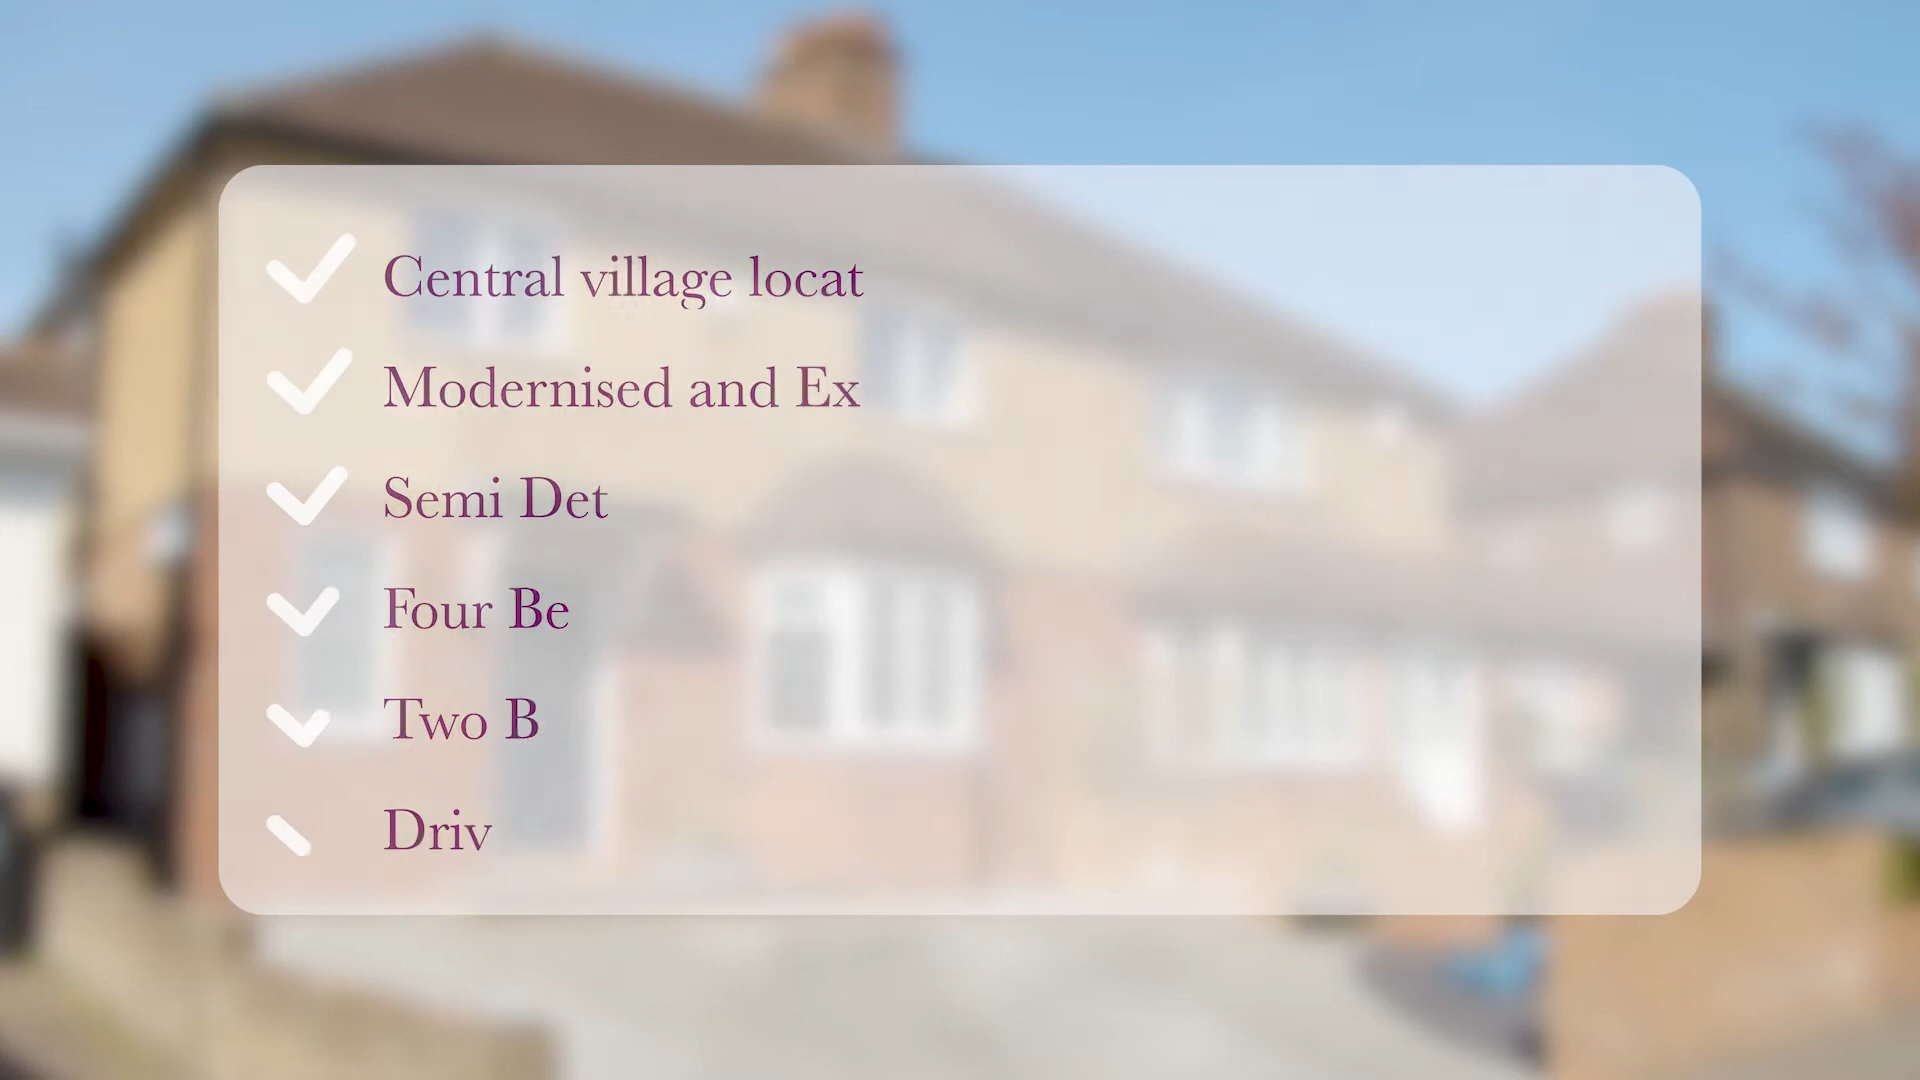 Central village locat
Modernised and Ex
Semi Det
Four Be
Two B
Driv